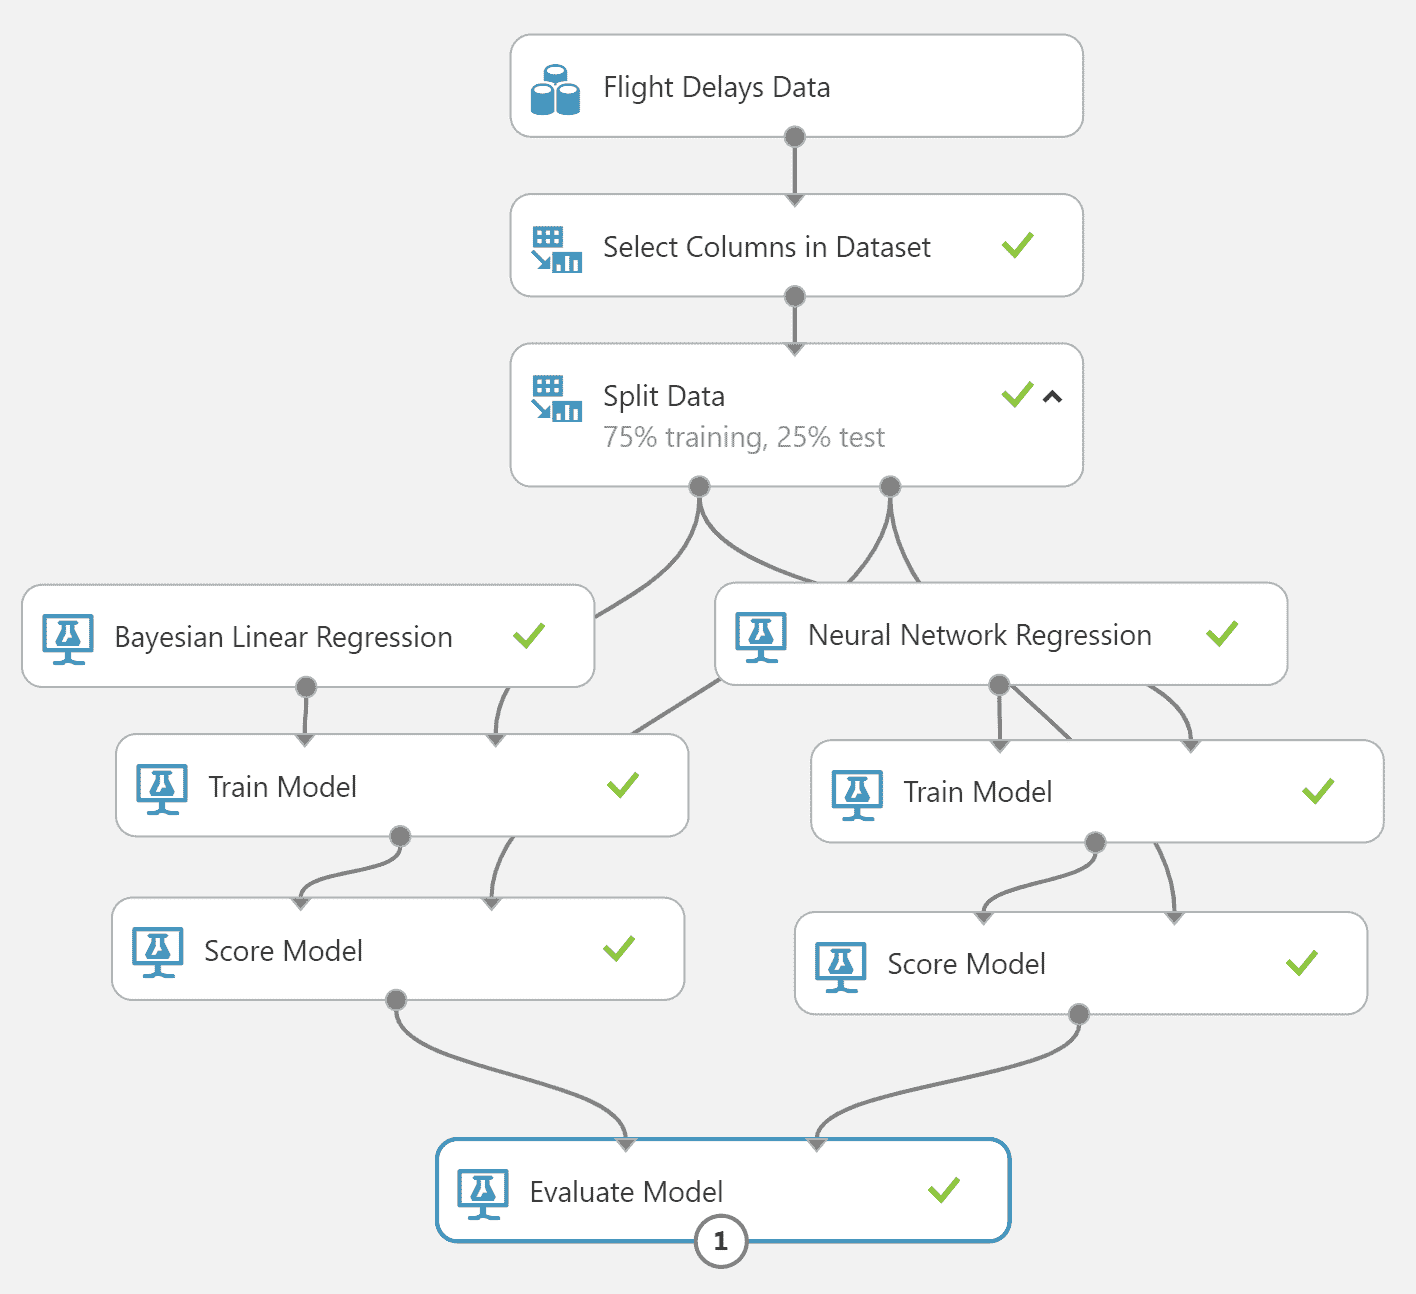 Flight Delays Data
Select Columns in Dataset
Split Data
75% training, 25% test
Bayesian Linear Regression
Neural Network Regression
Train Model
Train Model
Score Model
Score Model
Evaluate Model
1